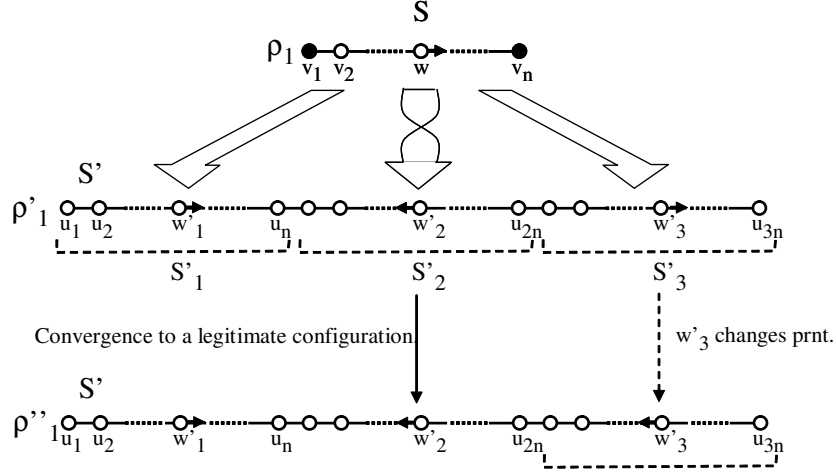 S
ρ₁
v₁ v₂ w vₙ
S'
ρ'₁
u₁ u₂ w'₁ uₙ w'₂ u₂ₙ w'₃ u₃ₙ
S'₁ S'₂ S'₃
Convergence to a legitimate configuration. w'₃ changes prnt.
S'
ρ''₁
u₁ u₂ w'₁ uₙ w'₂ u₂ₙ w'₃ u₃ₙ